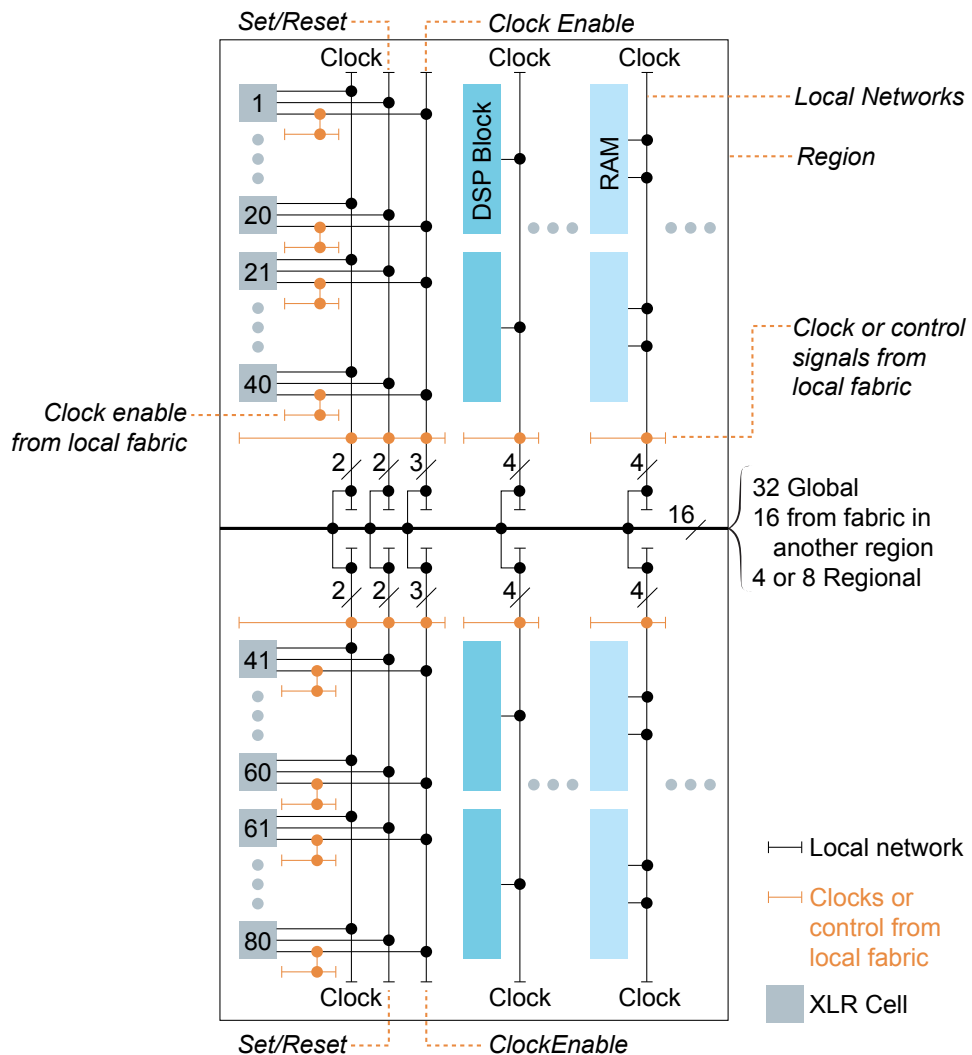 Set/Reset
Clock Enable
Clock
Clock
Clock
1
DSP Block
RAM
Local Networks
Region
20
21
40
Clock or control
signals from
local fabric
Clock enable
from local fabric
2
2
3
4
4
16
32 Global
16 from fabric in
another region
4 or 8 Regional
2
2
3
4
4
41
60
61
80
Local network
Clocks or
control from
local fabric
XLR Cell
Clock
Clock
Clock
Set/Reset
ClockEnable